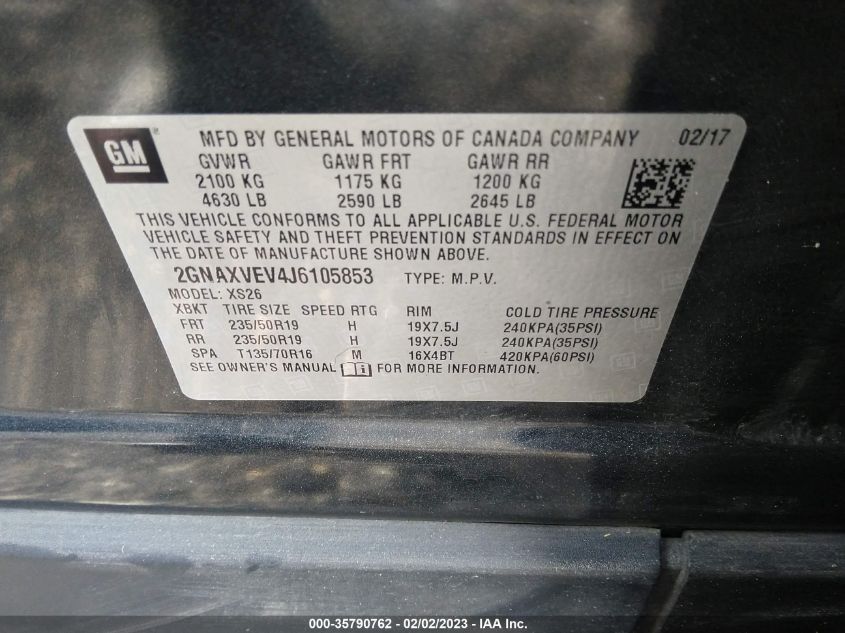 GM
MFD BY GENERAL MOTORS OF CANADA COMPANY 02/17
GVWR GAWR FRT GAWR RR
2100 KG 1175 KG 1200 KG
4630 LB 2590 LB 2645 LB
THIS VEHICLE CONFORMS TO ALL APPLICABLE U.S. FEDERAL MOTOR
VEHICLE SAFETY AND THEFT PREVENTION STANDARDS IN EFFECT ON
THE DATE OF MANUFACTURE SHOWN ABOVE.
2GNAXVEV4J6105853 TYPE: M.P.V.
MODEL: XS26
XBKT TIRE SIZE SPEED RTG RIM COLD TIRE PRESSURE
FRT 235/50R19 H 19X7.5J 240KPA(35PSI)
RR 235/50R19 H 19X7.5J 240KPA(35PSI)
SPA T135/70R16 M 16X4BT 420KPA(60PSI)
SEE OWNER'S MANUAL FOR MORE INFORMATION.
000-35790762 - 02/02/2023 - IAA Inc.